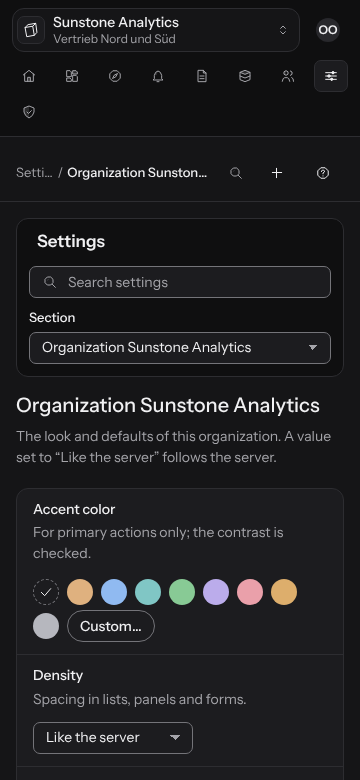 Sunstone Analytics
Vertrieb Nord und Süd
OO
Setti... / Organization Sunston...
Settings
Search settings
Section
Organization Sunstone Analytics
Organization Sunstone Analytics
The look and defaults of this organization. A value
set to “Like the server” follows the server.
Accent color
For primary actions only; the contrast is
checked.
Custom...
Density
Spacing in lists, panels and forms.
Like the server